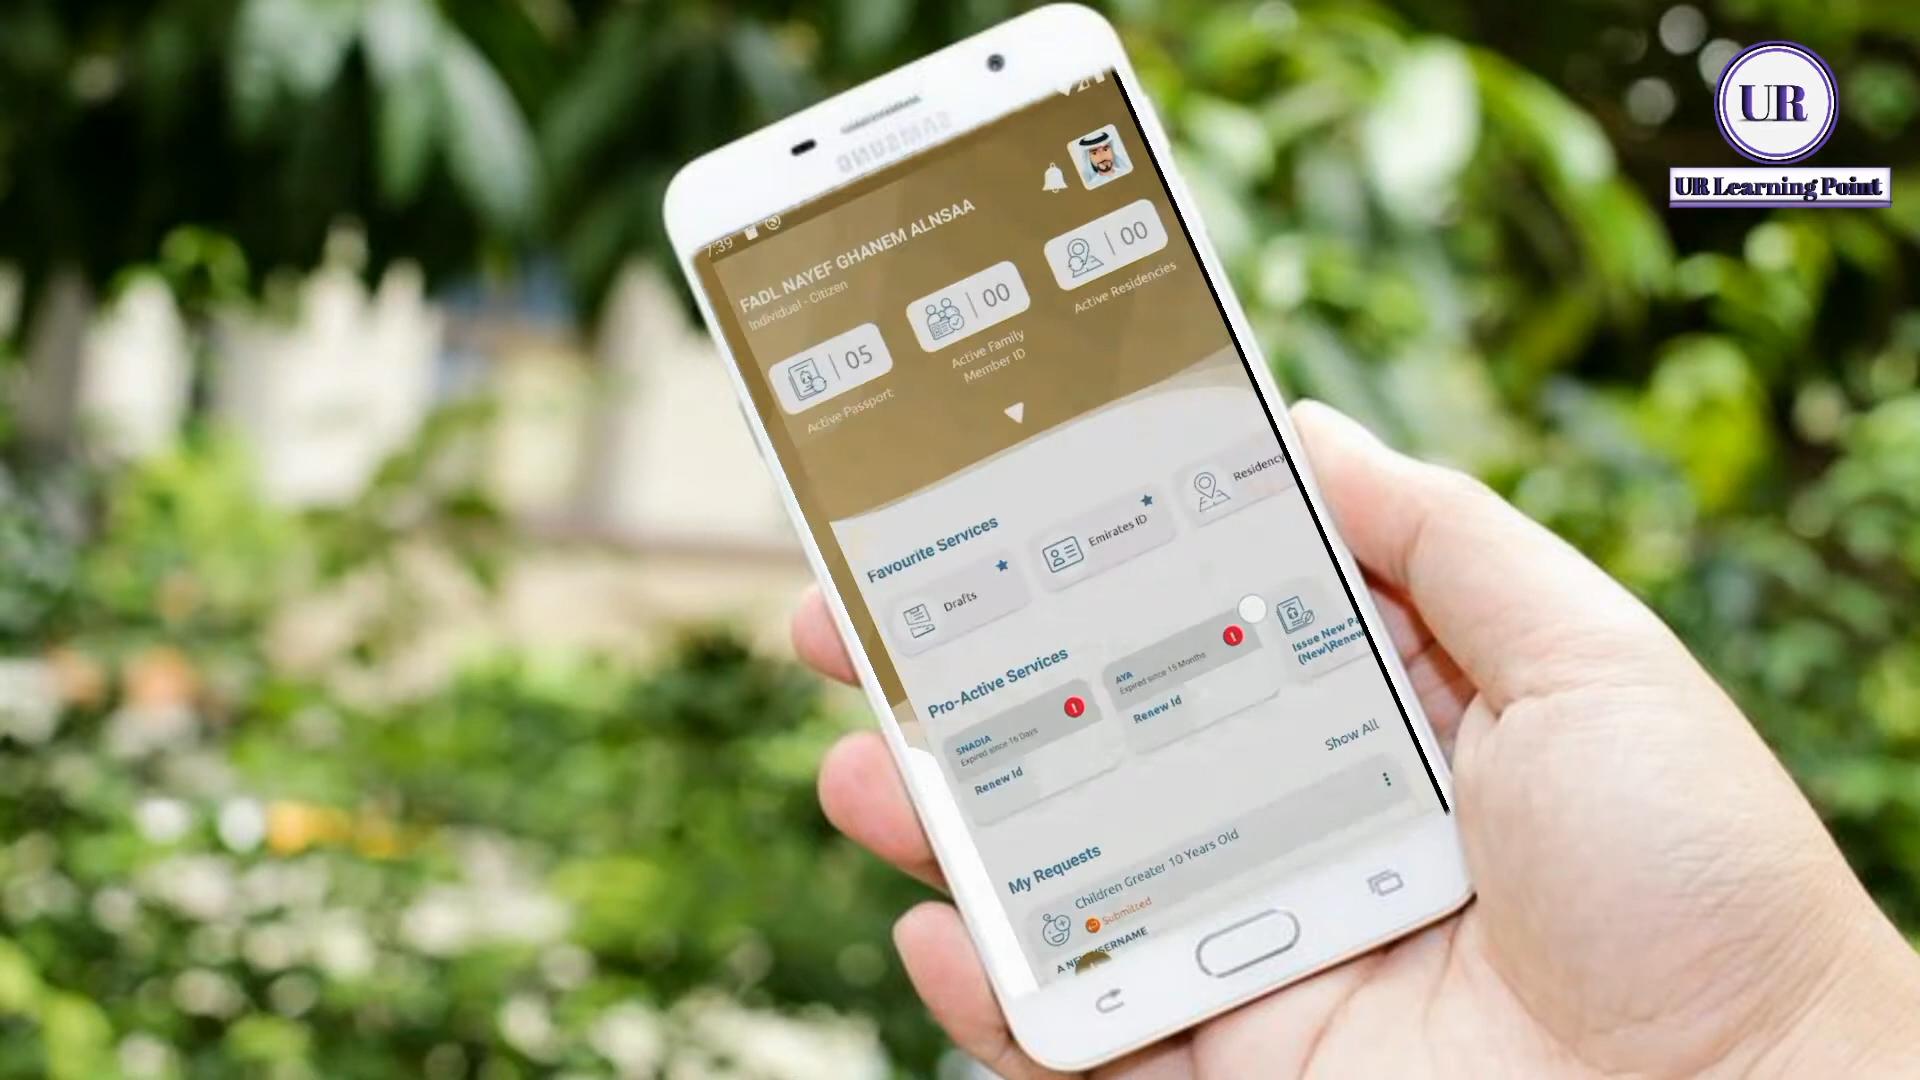 UR
UR Learning Point
SAMSUNG
7:39
FADL NAYEF GHANEM ALNSAA
Individual - Citizen
05
Active Passport
00
Active Family
Member ID
00
Active Residencies
Favourite Services
Drafts
Emirates ID
Residency
Pro-Active Services
SNADIA
Expired since 16 Days
Renew Id
AYA
Expired since 15 Months
Renew Id
Issue New Pa
(New\Renew
Show All
My Requests
Children Greater 10 Years Old
Submitted